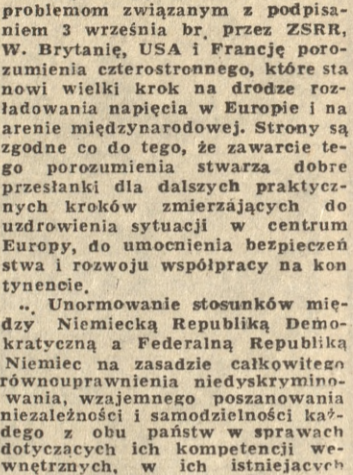 problemom związanym z podpisa-
niem 3 września br. przez ZSRR,
W. Brytanię, USA i Francję poro-
zumienia czterostronnego, które sta
nowi wielki krok na drodze roz-
ładowania napięcia w Europie i na
arenie międzynarodowej. Strony są
zgodne co do tego, że zawarcie te-
go porozumienia stwarza dobre
przesłanki dla dalszych praktycz-
nych kroków zmierzających do
uzdrowienia sytuacji w centrum
Europy, do umocnienia bezpieczeń
stwa i rozwoju współpracy na kon
tynencie.
... Unormowanie stosunków mię-
dzy Niemiecką Republiką Demo-
kratyczną a Federalną Republiką
Niemiec na zasadzie całkowitego
równouprawnienia niedyskrymino-
wania, wzajemnego poszanowania
niezależności i samodzielności każ-
dego z obu państw w sprawach
dotyczących ich kompetencji we-
wnętrznych, w ich istniejących